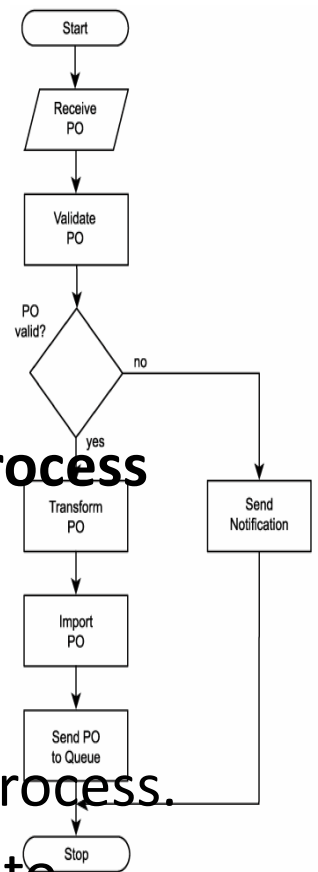 Start
Receive
PO
Validate
PO
PO
valid?
no
yes
rocess
Transform
PO
Send
Notification
Import
PO
Send PO
to Queue
rocess.
Stop
to